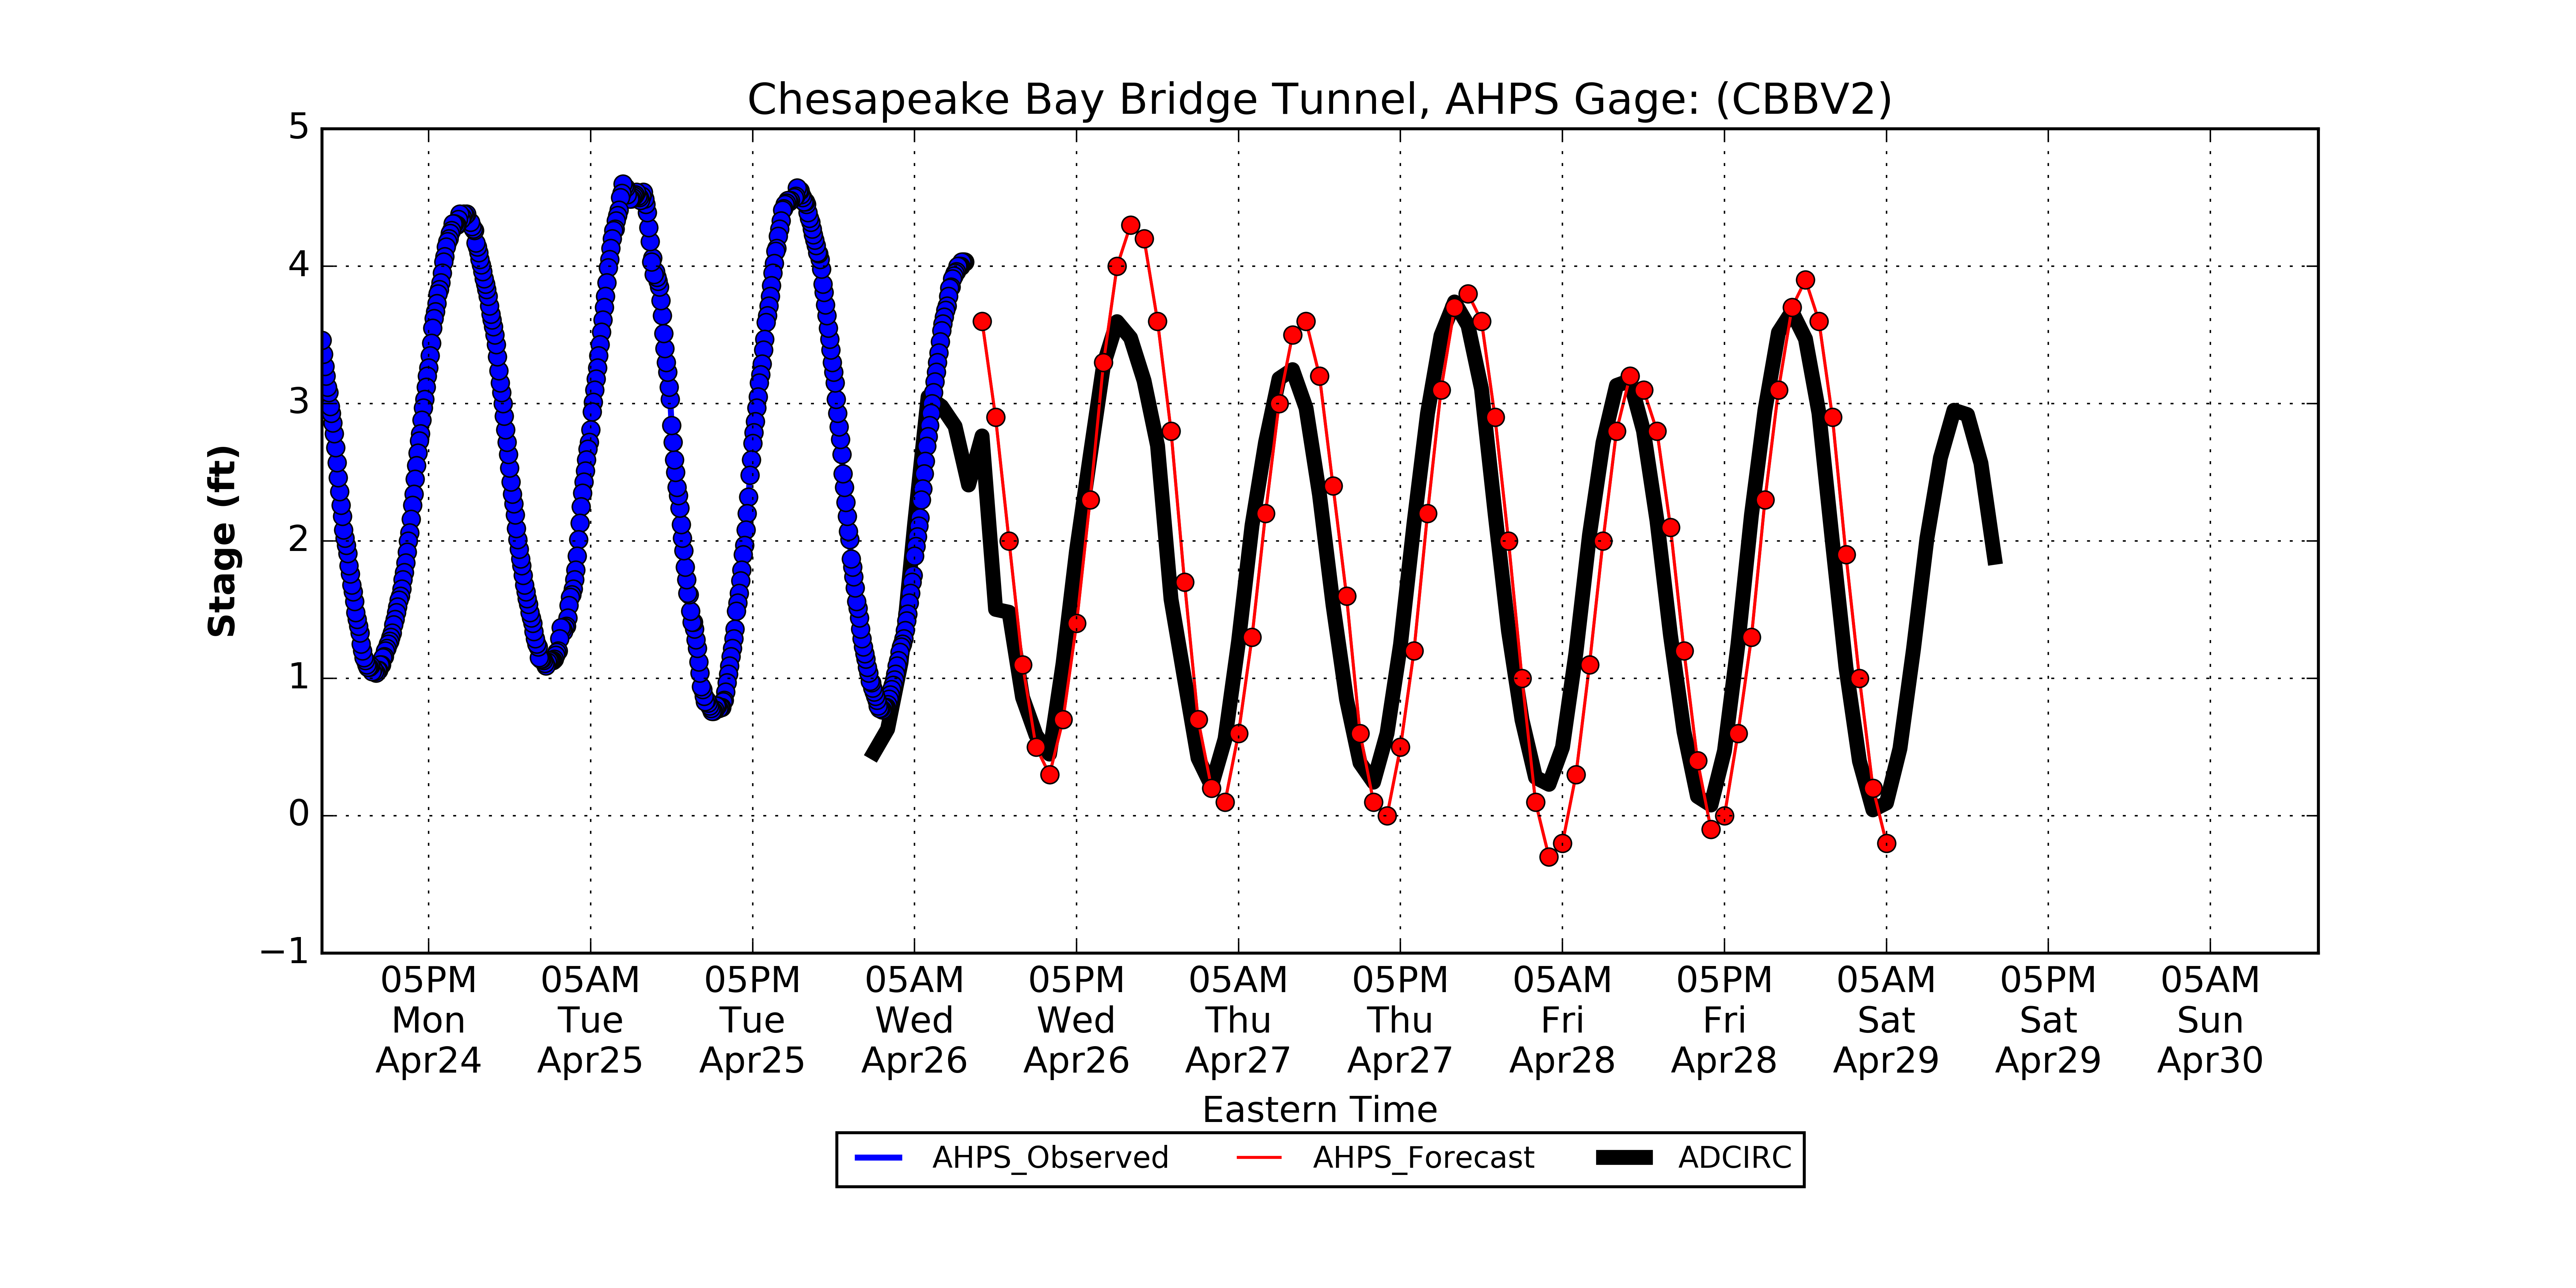 Chesapeake Bay Bridge Tunnel, AHPS Gage: (CBBV2)
5
4
3
2
1
0
−1
Stage (ft)
05PM 05AM 05PM 05AM 05PM 05AM 05PM 05AM 05PM 05AM 05PM 05AM
Mon Tue Tue Wed Wed Thu Thu Fri Fri Sat Sat Sun
Apr24 Apr25 Apr25 Apr26 Apr26 Apr27 Apr27 Apr28 Apr28 Apr29 Apr29 Apr30
Eastern Time
AHPS_Observed AHPS_Forecast ADCIRC